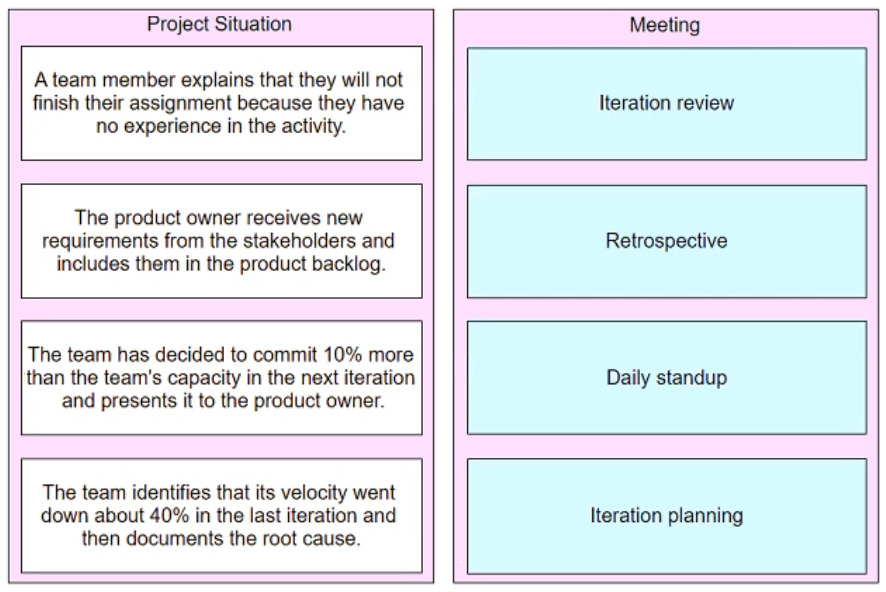 Project Situation
A team member explains that they will not
finish their assignment because they have
no experience in the activity.
The product owner receives new
requirements from the stakeholders and
includes them in the product backlog.
The team has decided to commit 10% more
than the team's capacity in the next iteration
and presents it to the product owner.
The team identifies that its velocity went
down about 40% in the last iteration and
then documents the root cause.
Meeting
Iteration review
Retrospective
Daily standup
Iteration planning